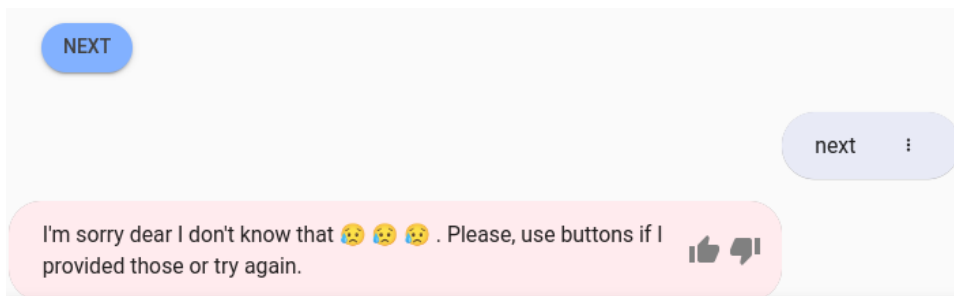 NEXT
next
I'm sorry dear I don't know that 😥 😥 😥 . Please, use buttons if I
provided those or try again.